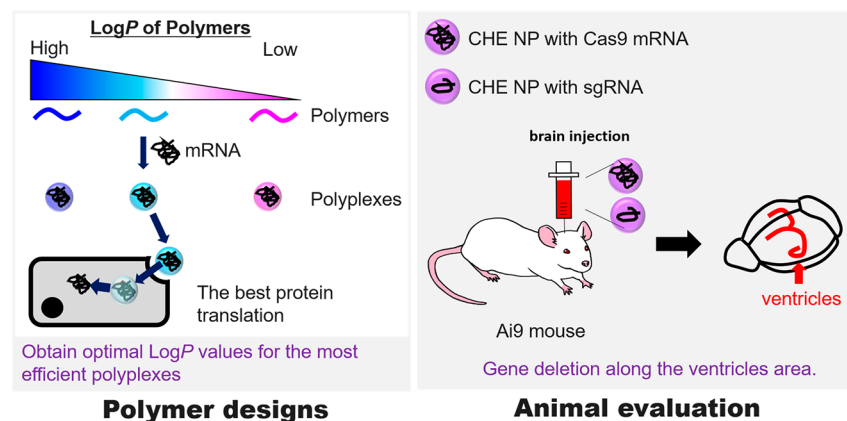 LogP of Polymers
High
Low
Polymers
mRNA
Polyplexes
The best protein
translation
Obtain optimal LogP values for the most
efficient polyplexes
Polymer designs
CHE NP with Cas9 mRNA
CHE NP with sgRNA
brain injection
Ai9 mouse
ventricles
Gene deletion along the ventricles area.
Animal evaluation